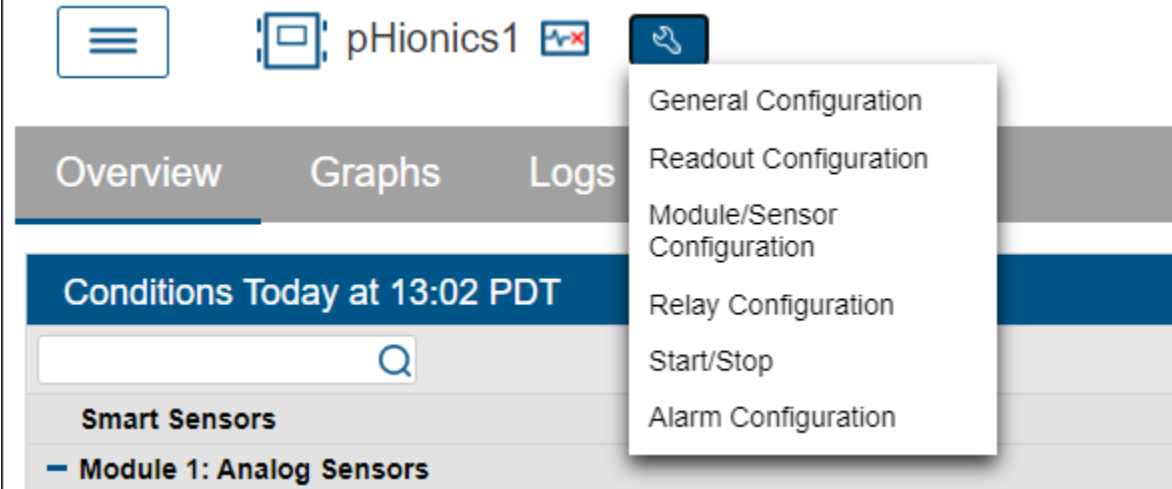 pHionics1
General Configuration
Readout Configuration
Module/Sensor
Configuration
Relay Configuration
Start/Stop
Alarm Configuration
Overview
Graphs
Logs
Conditions Today at 13:02 PDT
Smart Sensors
Module 1: Analog Sensors